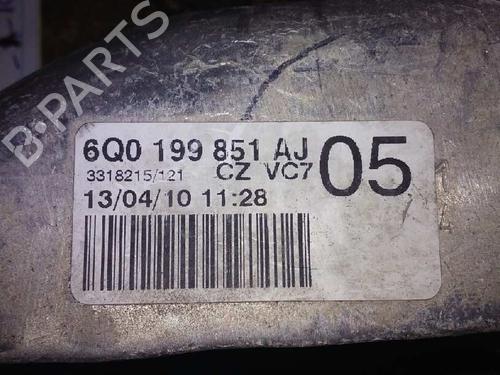 B-PARTS
6Q0 199 851 AJ 05
3318215/121 CZ VC7
13/04/10 11:28